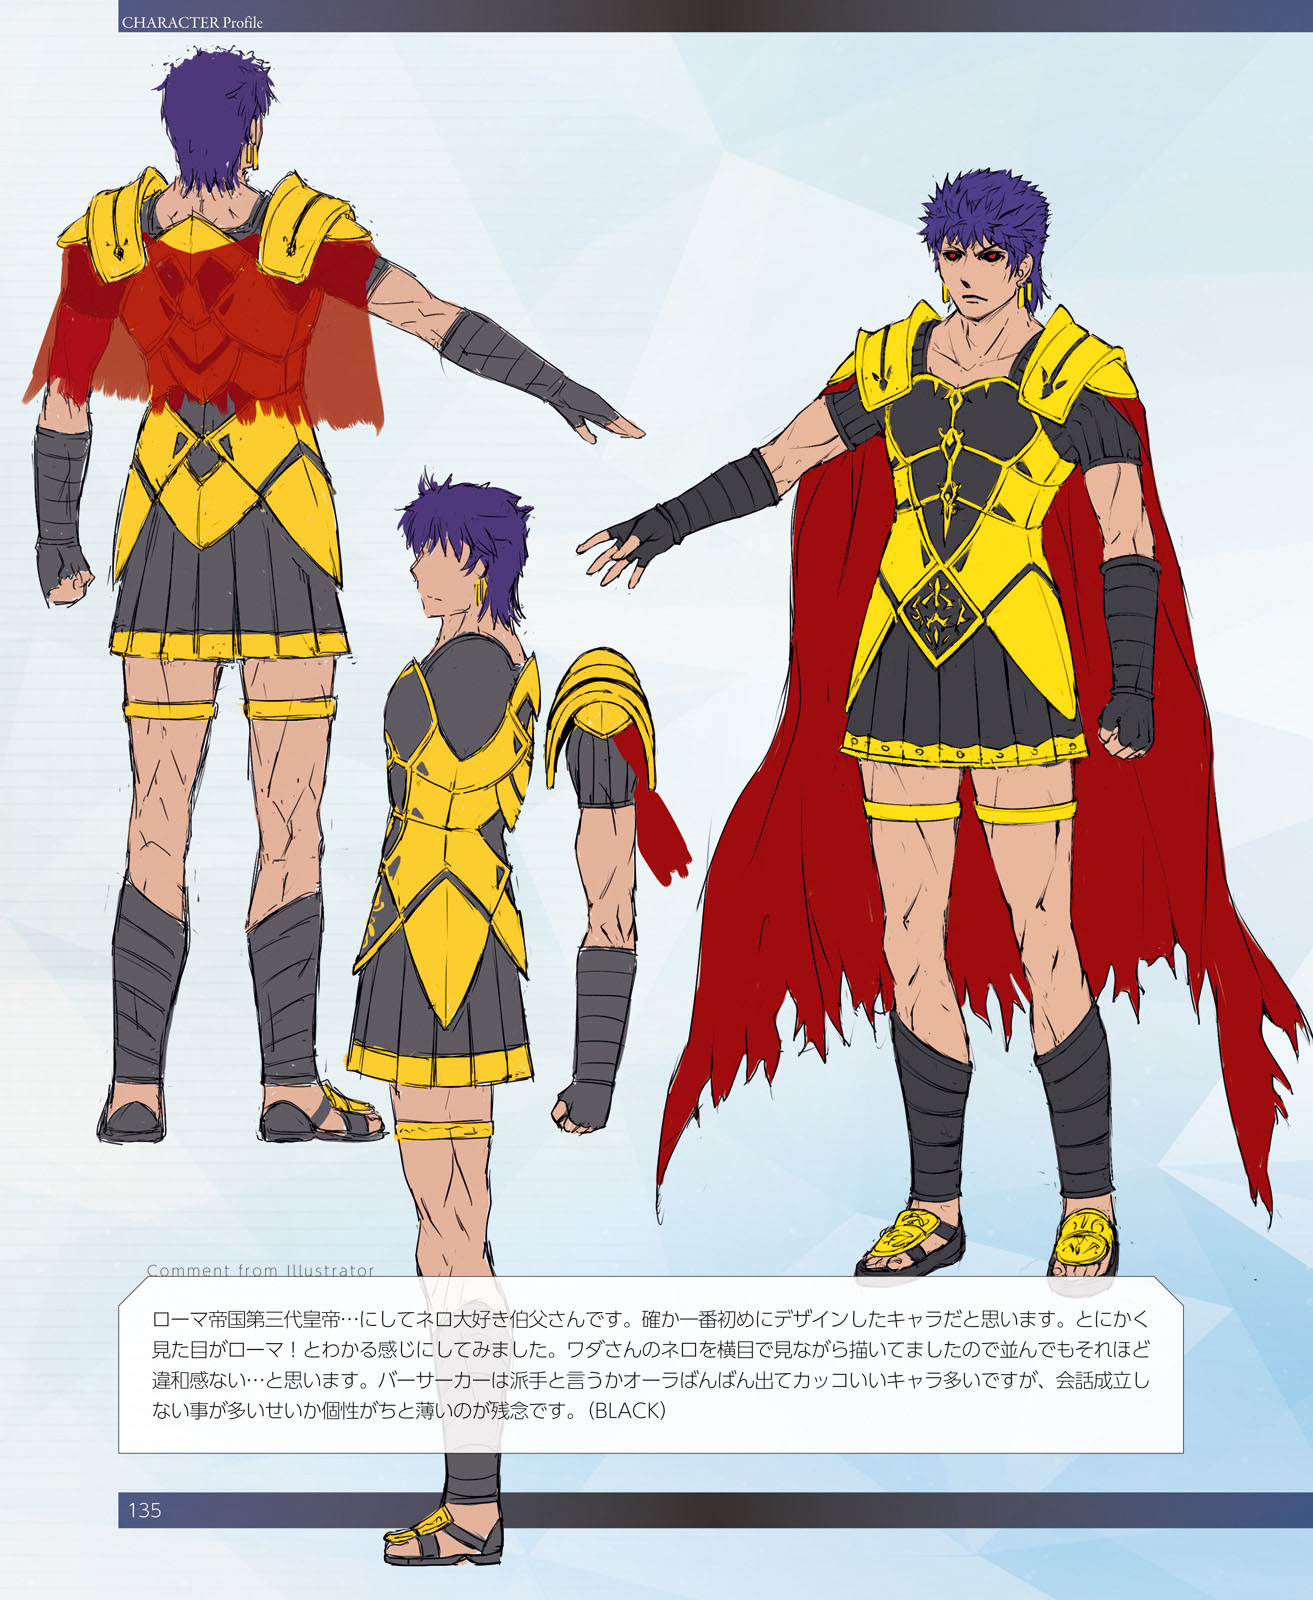 CHARACTER Profile
Comment from Illustrator
ローマ帝国第三代皇帝…にしてネロ大好き伯父さんです。確か一番初めにデザインしたキャラだと思います。とにかく
見た目がローマ！とわかる感じにしてみました。ワダさんのネロを横目で見ながら描いてましたので並んでもそれほど
違和感ない…と思います。バーサーカーは派手と言うかオーラばんばん出てカッコいいキャラ多いですが、会話成立し
ない事が多いせいか個性がちと薄いのが残念です。（BLACK）
135